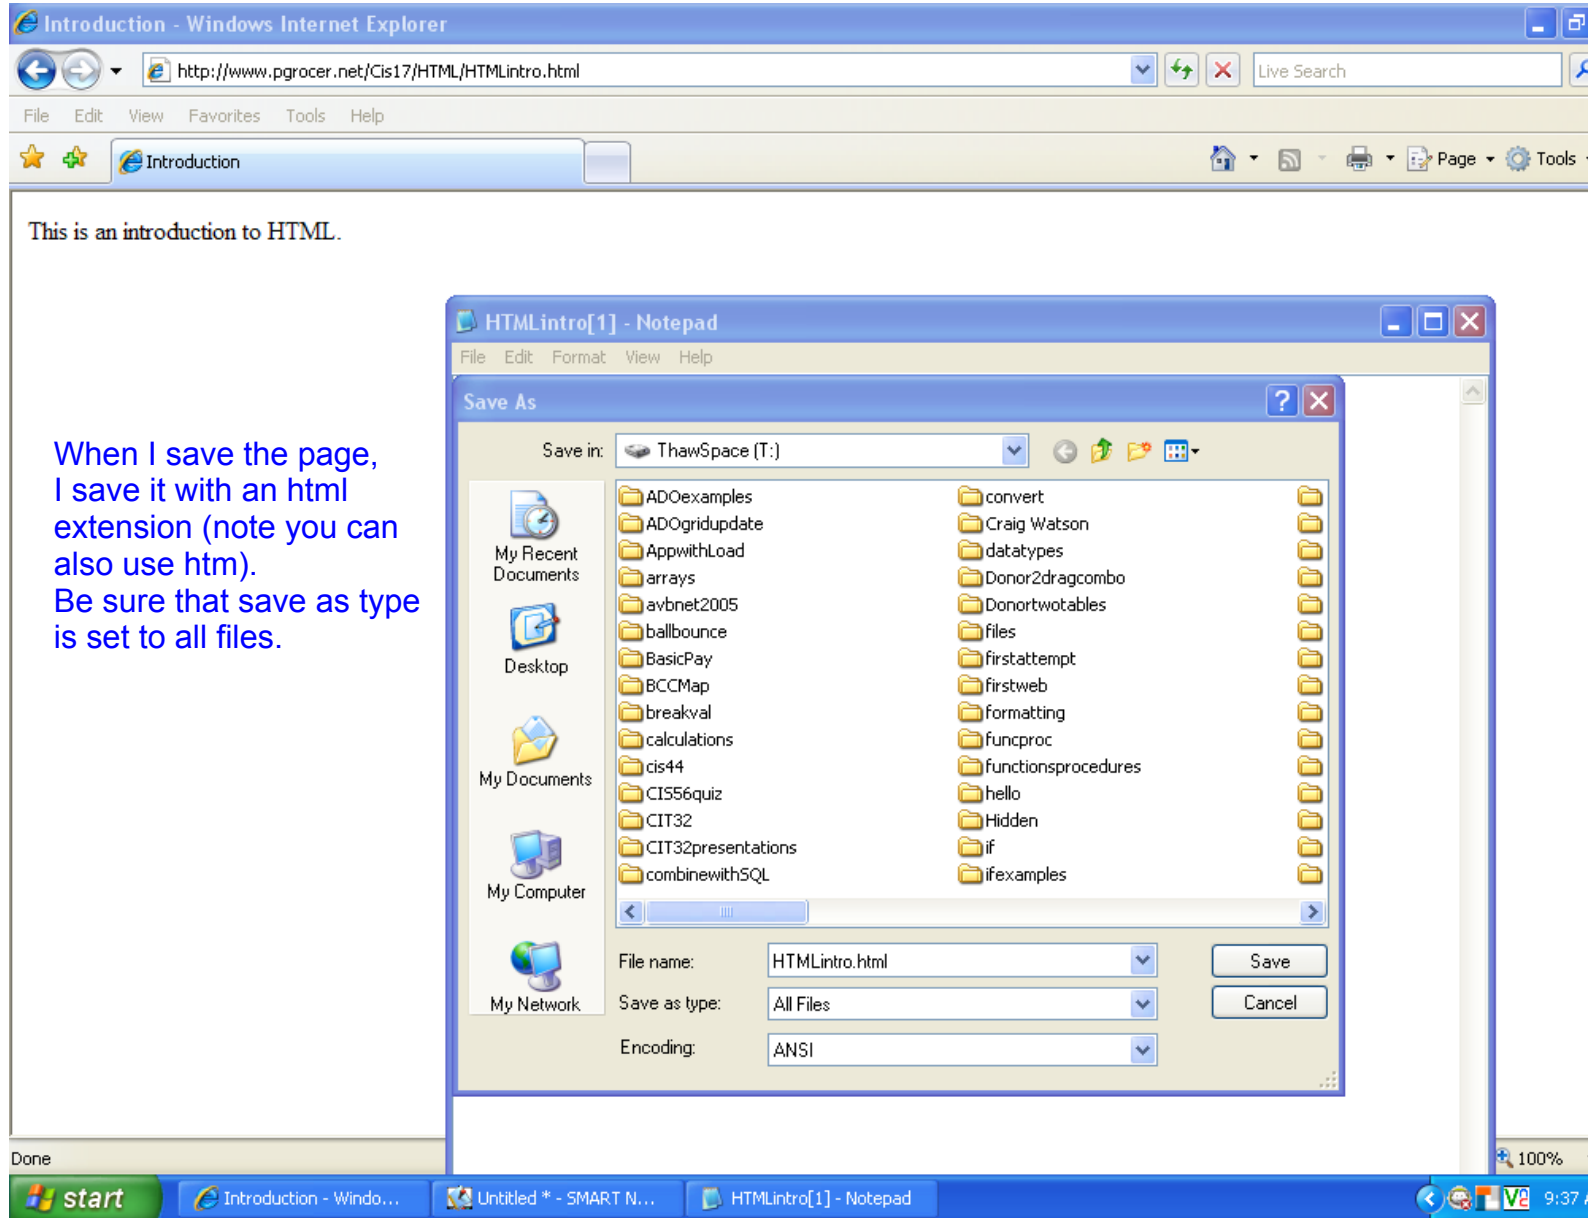 Introduction - Windows Internet Explorer
http://www.pgrocer.net/Cis17/HTML/HTMLintro.html
Live Search
File Edit View Favorites Tools Help
Introduction
Page
Tools
This is an introduction to HTML.
When I save the page,
I save it with an html
extension (note you can
also use htm).
Be sure that save as type
is set to all files.
HTMLintro[1] - Notepad
File Edit Format View Help
Save As
Save in: ThawSpace (T:)
My Recent
Documents
Desktop
My Documents
My Computer
My Network
ADOexamples
ADOgridupdate
AppwithLoad
arrays
avbnet2005
ballbounce
BasicPay
BCCMap
breakval
calculations
cis44
CIS56quiz
CIT32
CIT32presentations
combinewithSQL
convert
Craig Watson
datatypes
Donor2dragcombo
Donortwotables
files
firstattempt
firstweb
formatting
funcproc
functionsprocedures
hello
Hidden
if
ifexamples
File name: HTMLintro.html
Save
Save as type: All Files
Cancel
Encoding: ANSI
Done
100%
start
Introduction - Windo...
Untitled * - SMART N...
HTMLintro[1] - Notepad
9:37